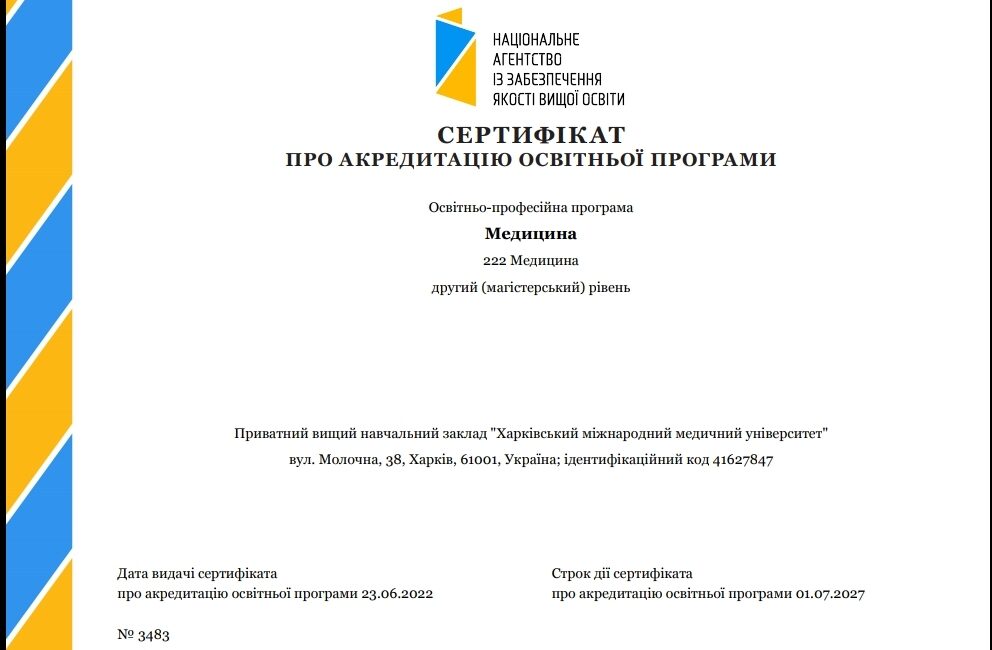 НАЦІОНАЛЬНЕ
АГЕНТСТВО
ІЗ ЗАБЕЗПЕЧЕННЯ
ЯКОСТІ ВИЩОЇ ОСВІТИ
СЕРТИФІКАТ
ПРО АКРЕДИТАЦІЮ ОСВІТНЬОЇ ПРОГРАМИ
Освітньо-професійна програма
Медицина
222 Медицина
другий (магістерський) рівень
Приватний вищий навчальний заклад "Харківський міжнародний медичний університет"
вул. Молочна, 38, Харків, 61001, Україна; ідентифікаційний код 41627847
Дата видачі сертифіката
про акредитацію освітньої програми 23.06.2022
Строк дії сертифіката
про акредитацію освітньої програми 01.07.2027
№ 3483